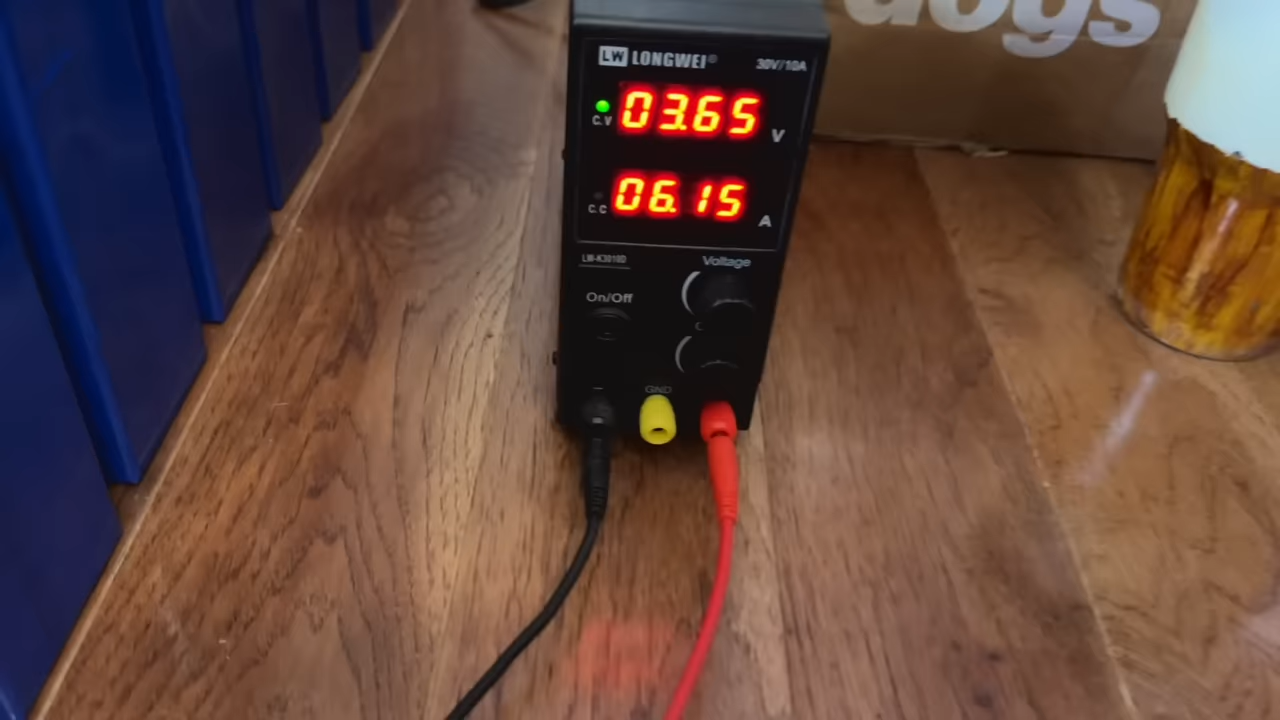 dogs
LW LONGWEI®
30V/10A
03.65 V
C.V
06.15 A
C.C
LW-K3010D
Voltage
On/Off
GND